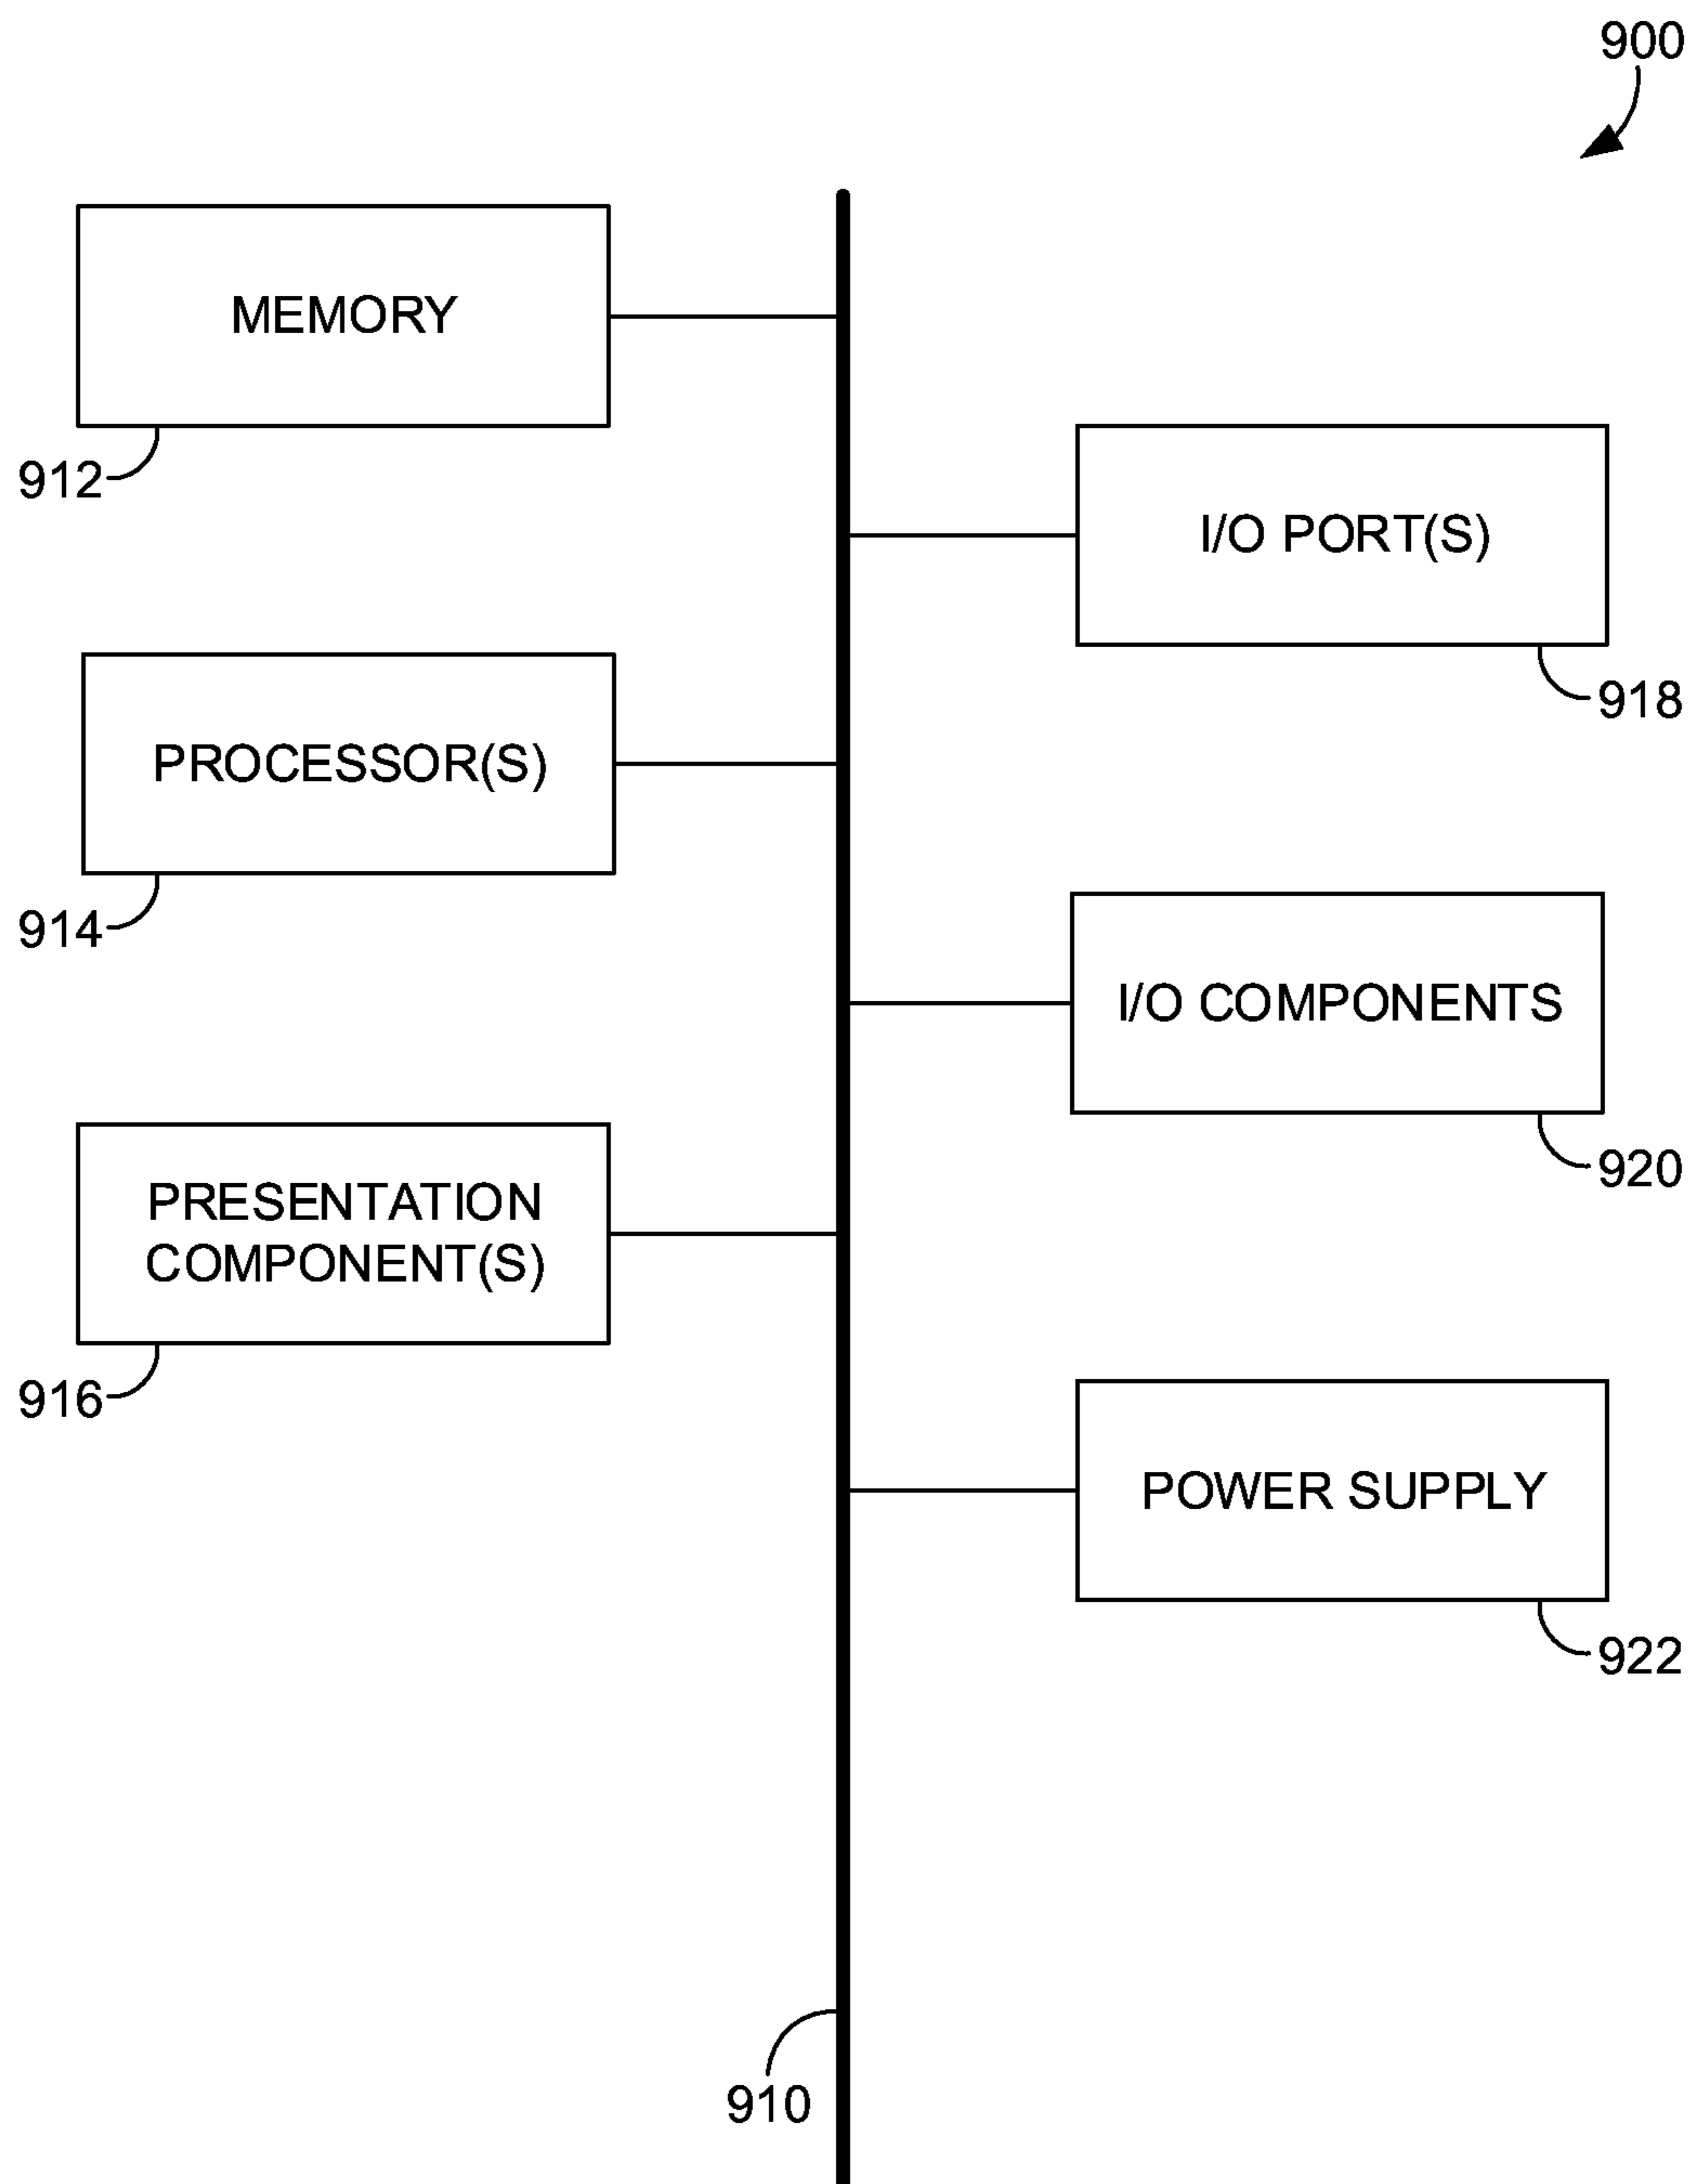 900
MEMORY
912
I/O PORT(S)
918
PROCESSOR(S)
914
I/O COMPONENTS
920
PRESENTATION
COMPONENT(S)
916
POWER SUPPLY
922
910